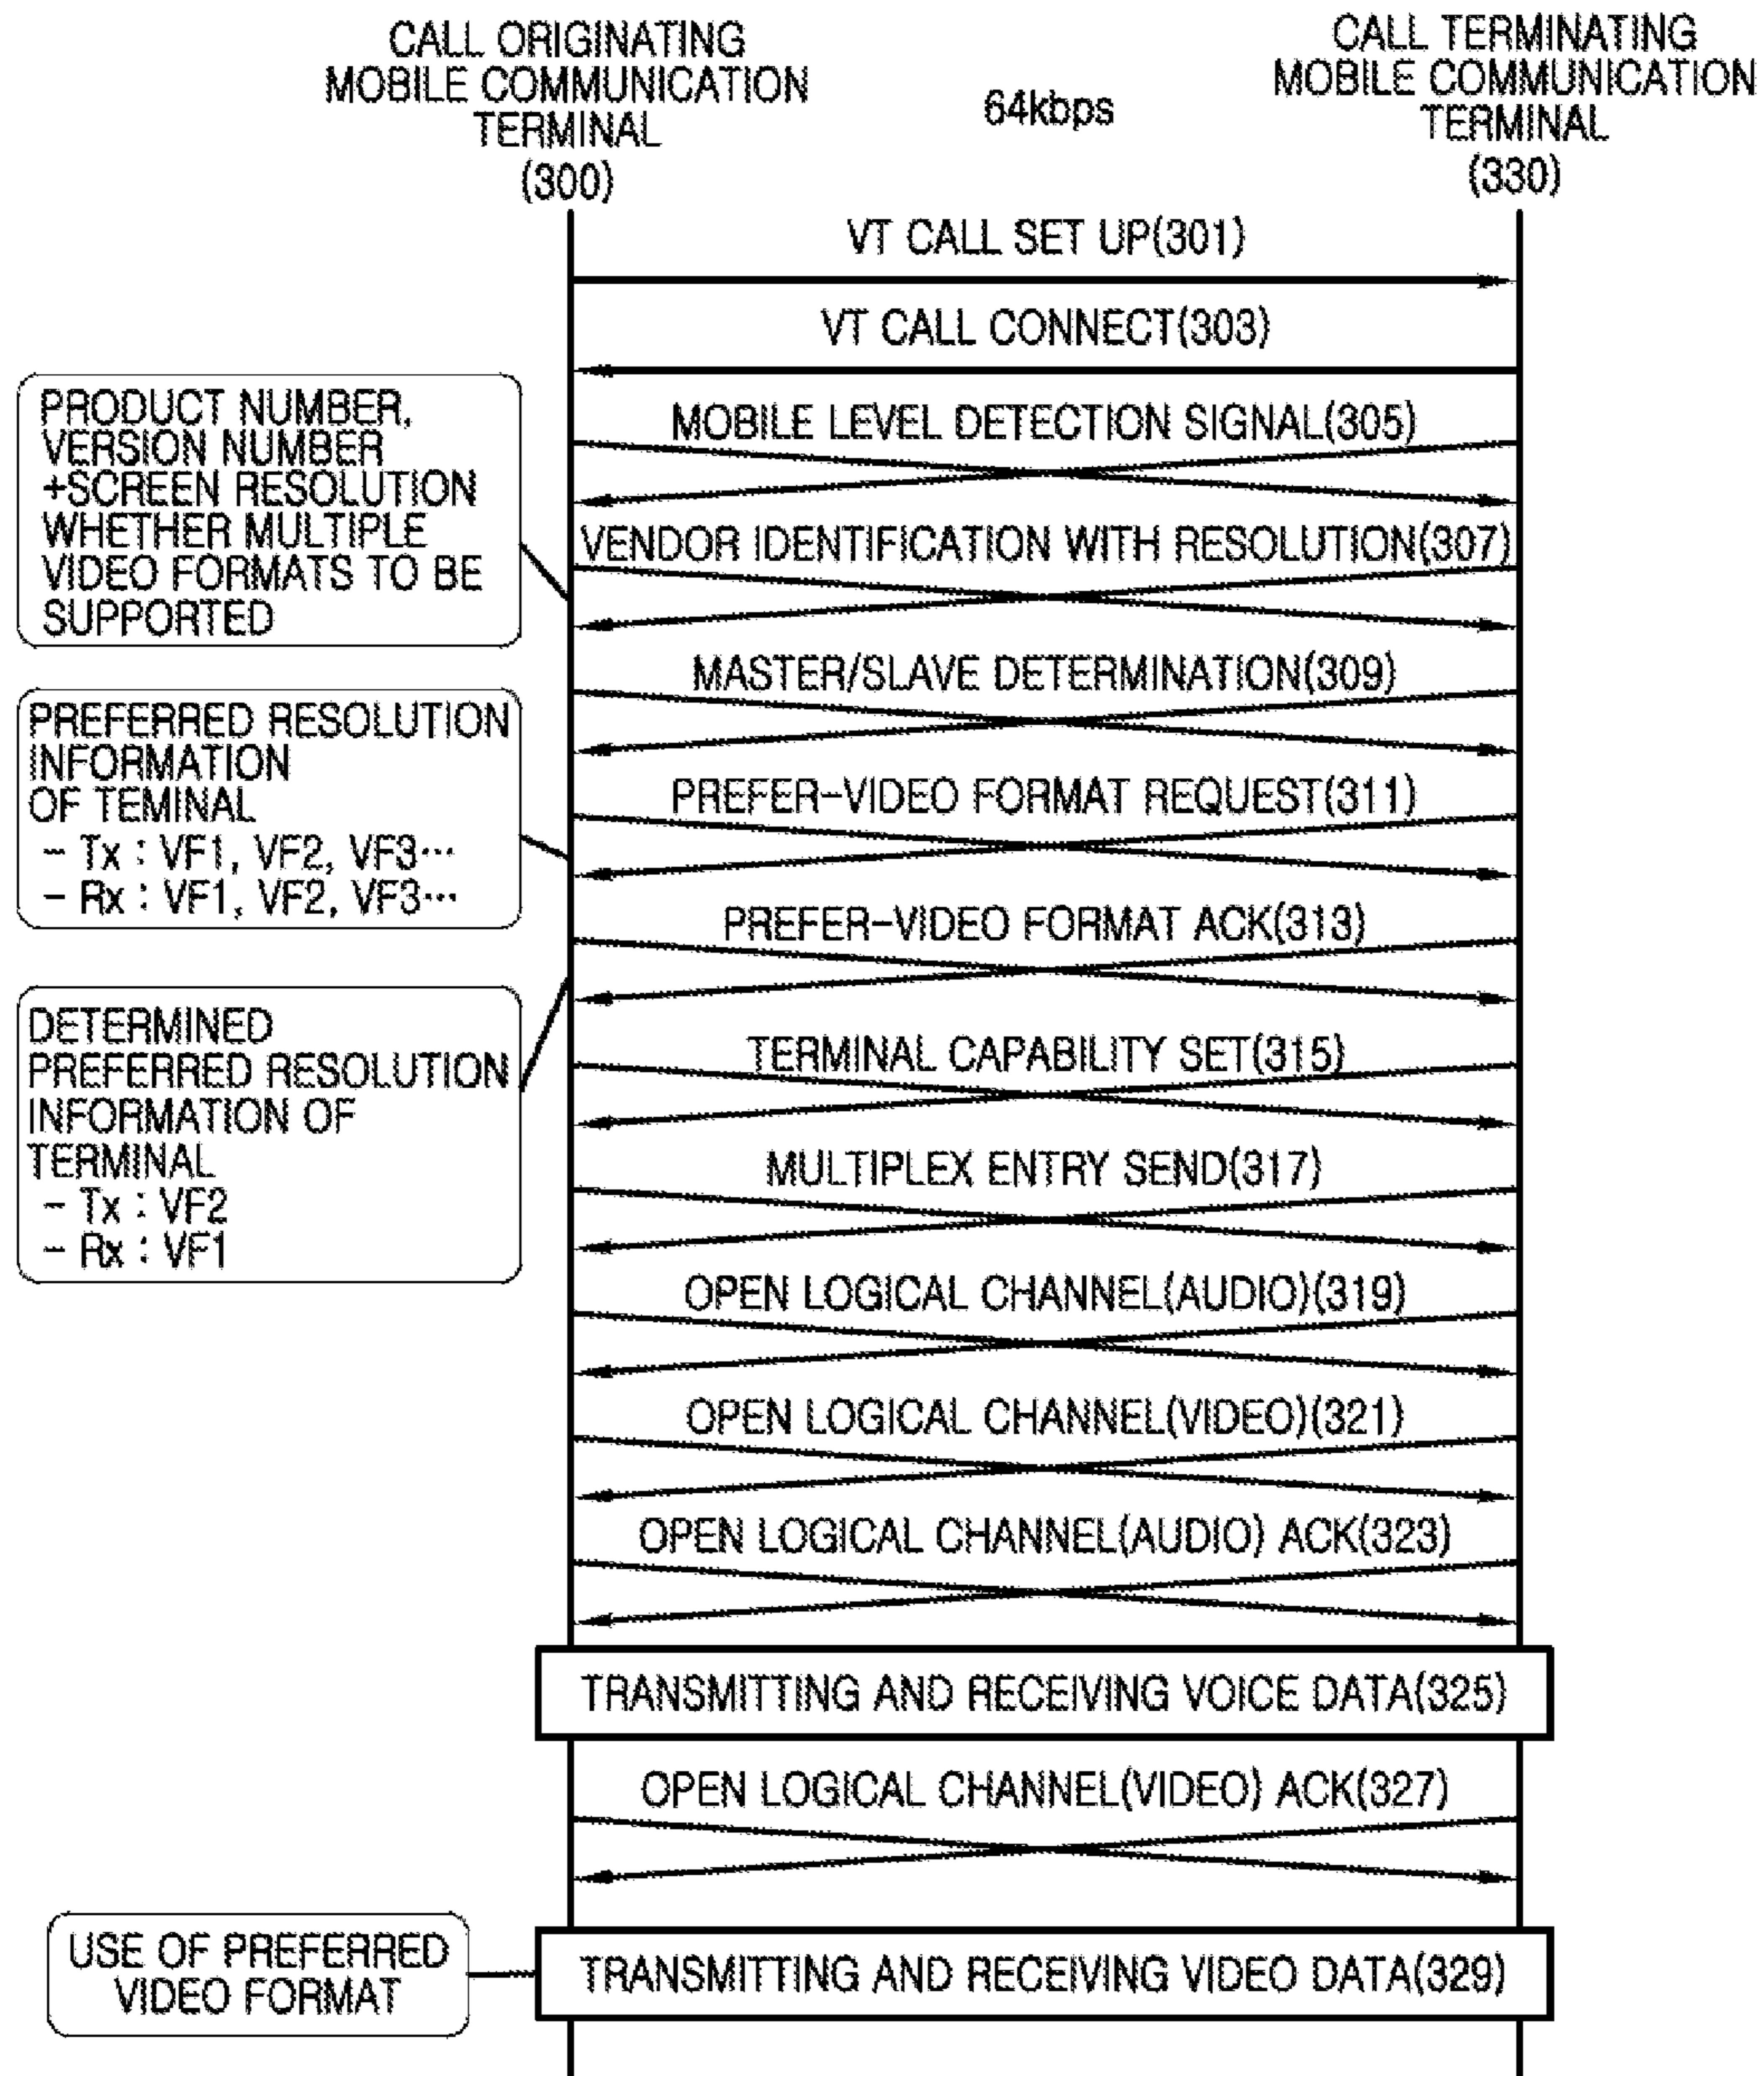 CALL ORIGINATING
MOBILE COMMUNICATION
TERMINAL
(300)
64kbps
CALL TERMINATING
MOBILE COMMUNICATION
TERMINAL
(330)
VT CALL SET UP(301)
VT CALL CONNECT(303)
PRODUCT NUMBER,
VERSION NUMBER
+SCREEN RESOLUTION
WHETHER MULTIPLE
VIDEO FORMATS TO BE
SUPPORTED
MOBILE LEVEL DETECTION SIGNAL(305)
VENDOR IDENTIFICATION WITH RESOLUTION(307)
MASTER/SLAVE DETERMINATION(309)
PREFERRED RESOLUTION
INFORMATION
OF TEMINAL
- Tx : VF1, VF2, VF3···
- Rx : VF1, VF2, VF3···
PREFER-VIDEO FORMAT REQUEST(311)
PREFER-VIDEO FORMAT ACK(313)
DETERMINED
PREFERRED RESOLUTION
INFORMATION OF
TERMINAL
- Tx : VF2
- Rx : VF1
TERMINAL CAPABILITY SET(315)
MULTIPLEX ENTRY SEND(317)
OPEN LOGICAL CHANNEL(AUDIO)(319)
OPEN LOGICAL CHANNEL(VIDEO)(321)
OPEN LOGICAL CHANNEL(AUDIO) ACK(323)
TRANSMITTING AND RECEIVING VOICE DATA(325)
OPEN LOGICAL CHANNEL(VIDEO) ACK(327)
USE OF PREFERRED
VIDEO FORMAT
TRANSMITTING AND RECEIVING VIDEO DATA(329)